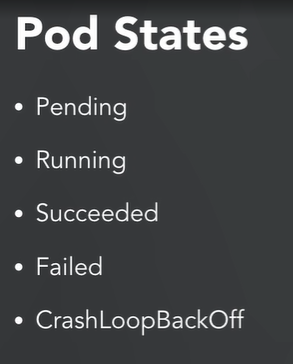 Pod States
• Pending
• Running
• Succeeded
• Failed
• CrashLoopBackOff